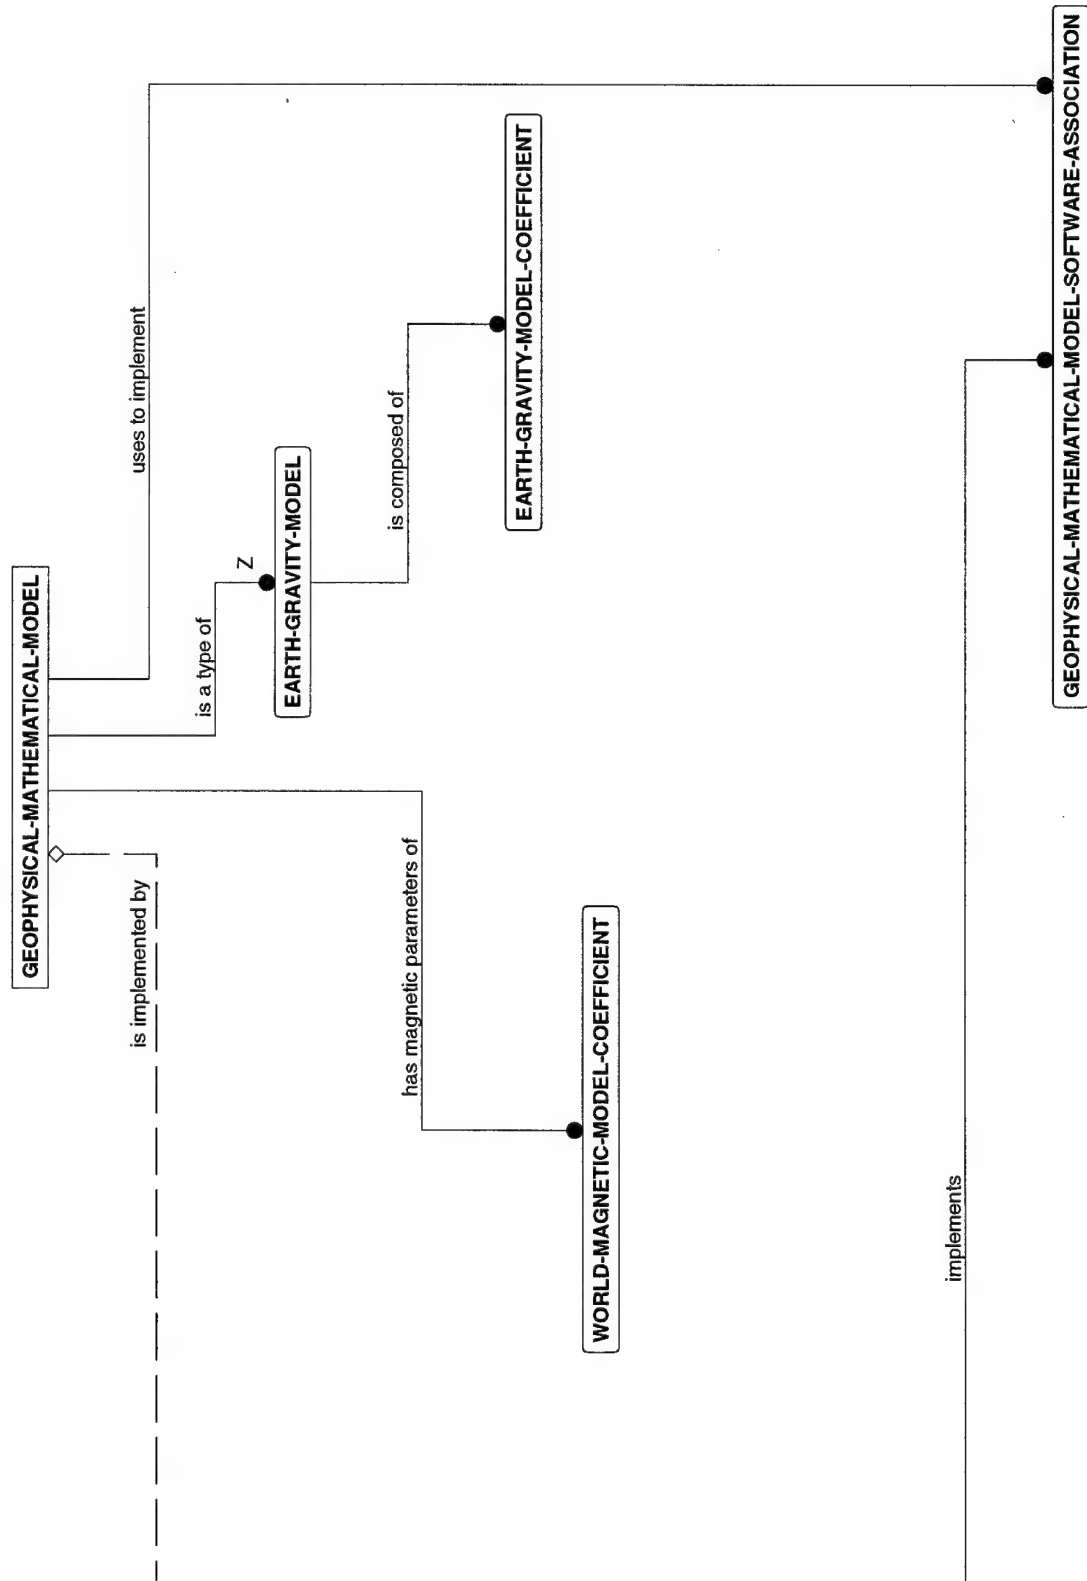 GEOPHYSICAL-MATHEMATICAL-MODEL
is implemented by
uses to implement
is a type of
Z
EARTH-GRAVITY-MODEL
is composed of
has magnetic parameters of
EARTH-GRAVITY-MODEL-COEFFICIENT
WORLD-MAGNETIC-MODEL-COEFFICIENT
implements
GEOPHYSICAL-MATHEMATICAL-MODEL-SOFTWARE-ASSOCIATION